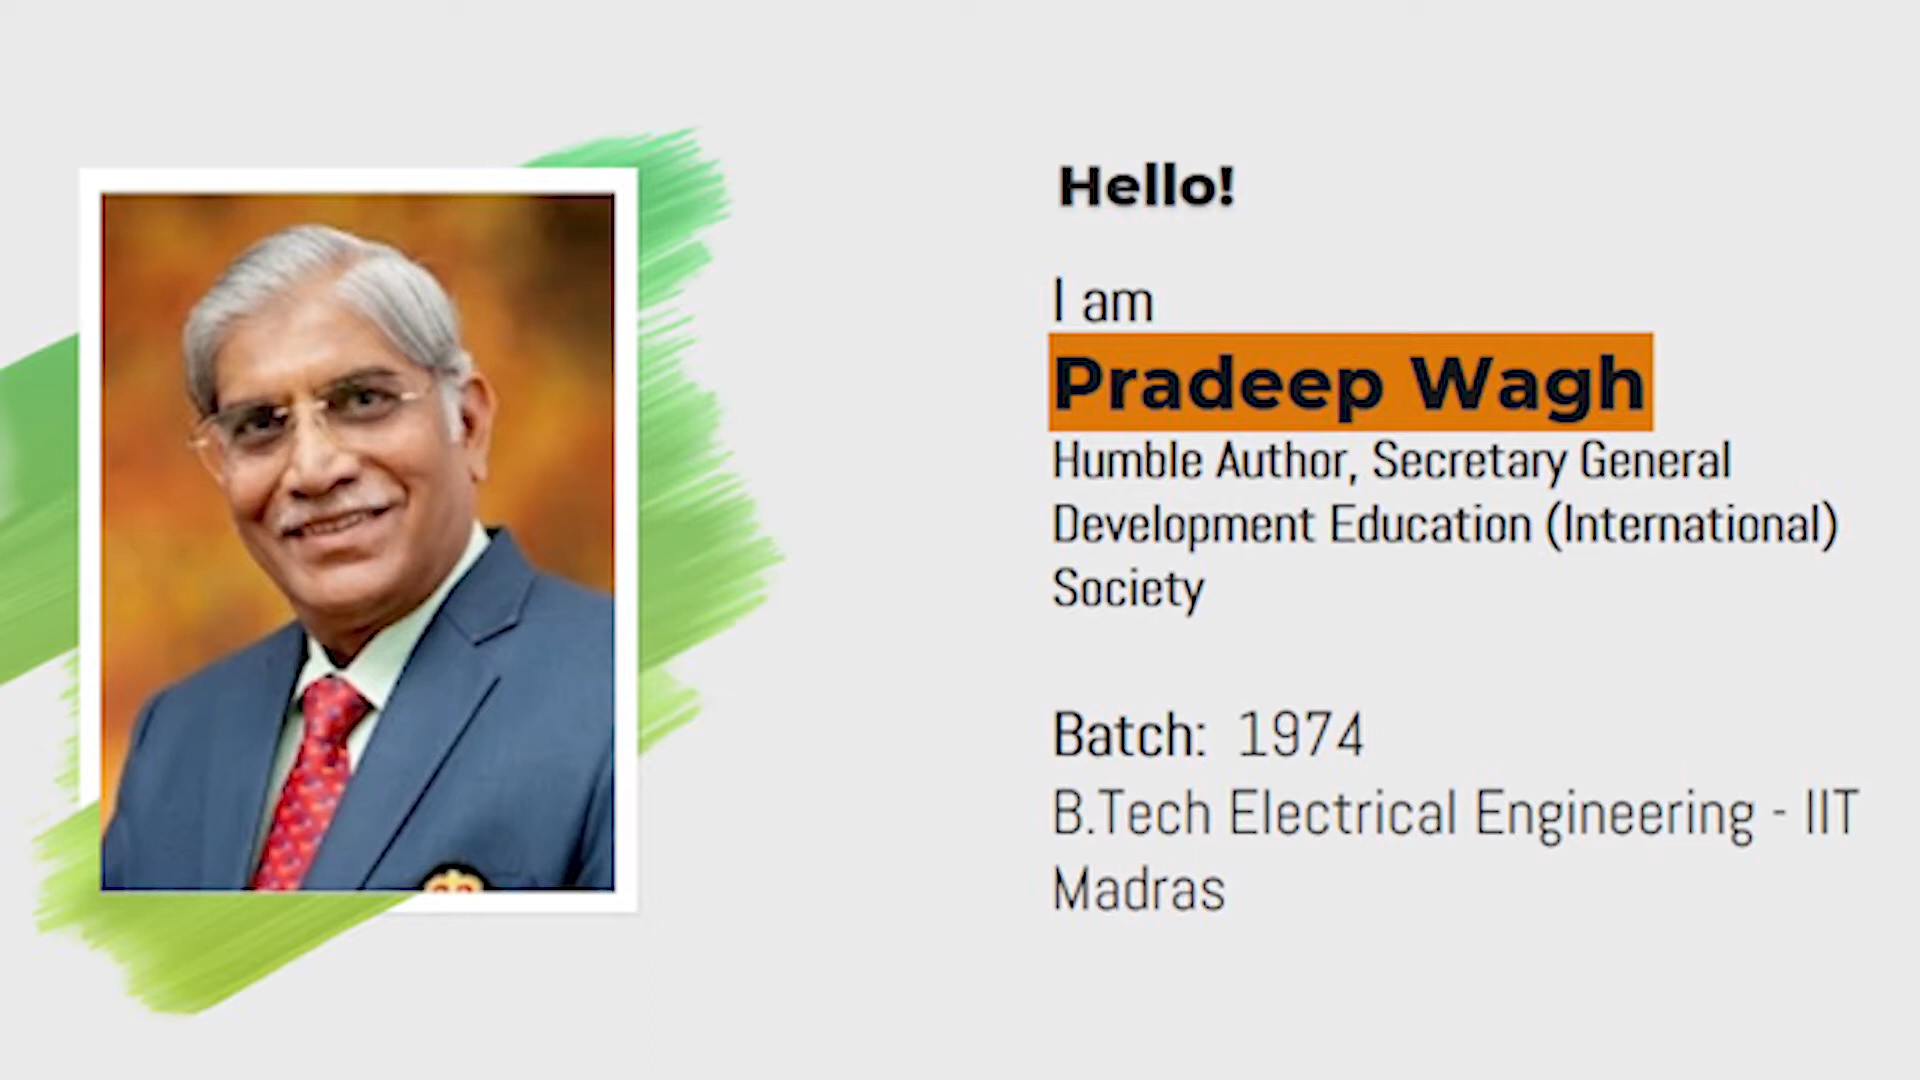 Hello!
I am
Pradeep Wagh
Humble Author, Secretary General
Development Education (International)
Society
Batch: 1974
B.Tech Electrical Engineering - IIT
Madras